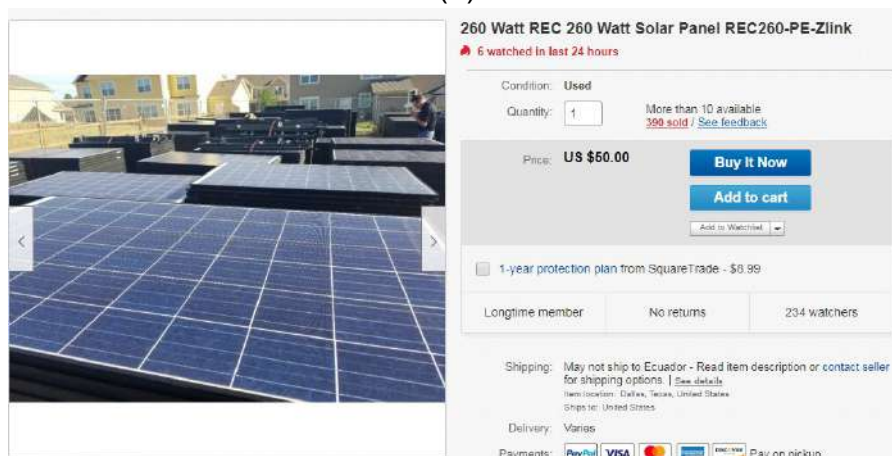 260 Watt REC 260 Watt Solar Panel REC260-PE-Zlink
6 watched in last 24 hours
Condition: Used
Quantity: 1 More than 10 available
390 sold / See feedback
Price: US $50.00 Buy It Now
Add to cart
Add to Watchlist
1-year protection plan from SquareTrade - $6.99
Longtime member No returns 234 watchers
Shipping: May not ship to Ecuador - Read item description or contact seller
for shipping options. | See details
Item location: Dallas, Texas, United States
Ships to: United States
Delivery: Varies
Payments: PayPal VISA DISCOVER Pay on pickup